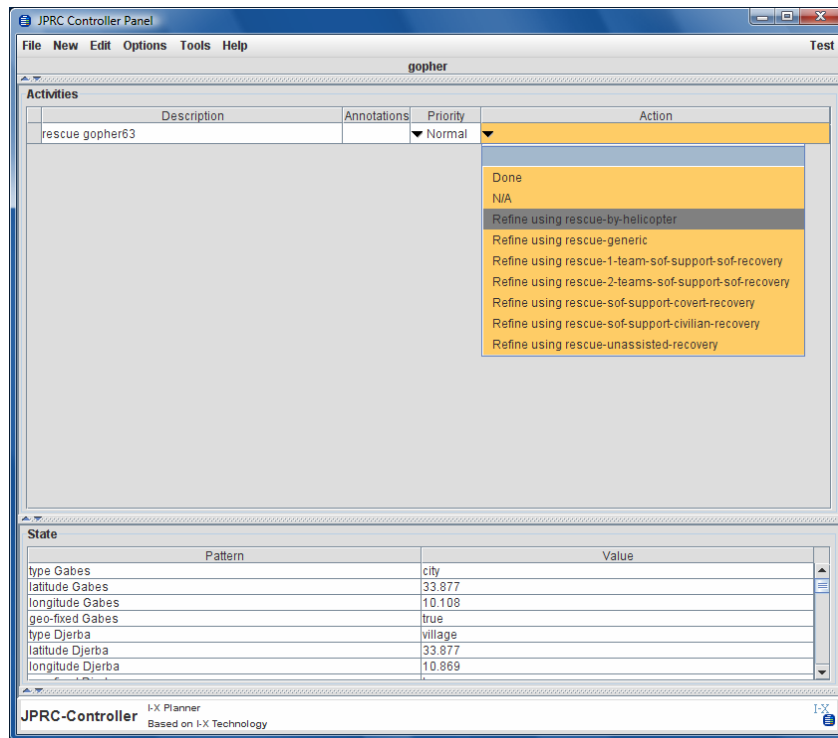 JPRC Controller Panel
File New Edit Options Tools Help Test
gopher
Activities
Description Annotations Priority Action
rescue gopher63 Normal
Done
N/A
Refine using rescue-by-helicopter
Refine using rescue-generic
Refine using rescue-1-team-sof-support-sof-recovery
Refine using rescue-2-teams-sof-support-sof-recovery
Refine using rescue-sof-support-covert-recovery
Refine using rescue-sof-support-civilian-recovery
Refine using rescue-unassisted-recovery
State
Pattern Value
type Gabes city
latitude Gabes 33.877
longitude Gabes 10.108
geo-fixed Gabes true
type Djerba village
latitude Djerba 33.877
longitude Djerba 10.869
JPRC-Controller
I-X Planner
Based on I-X Technology
I-X